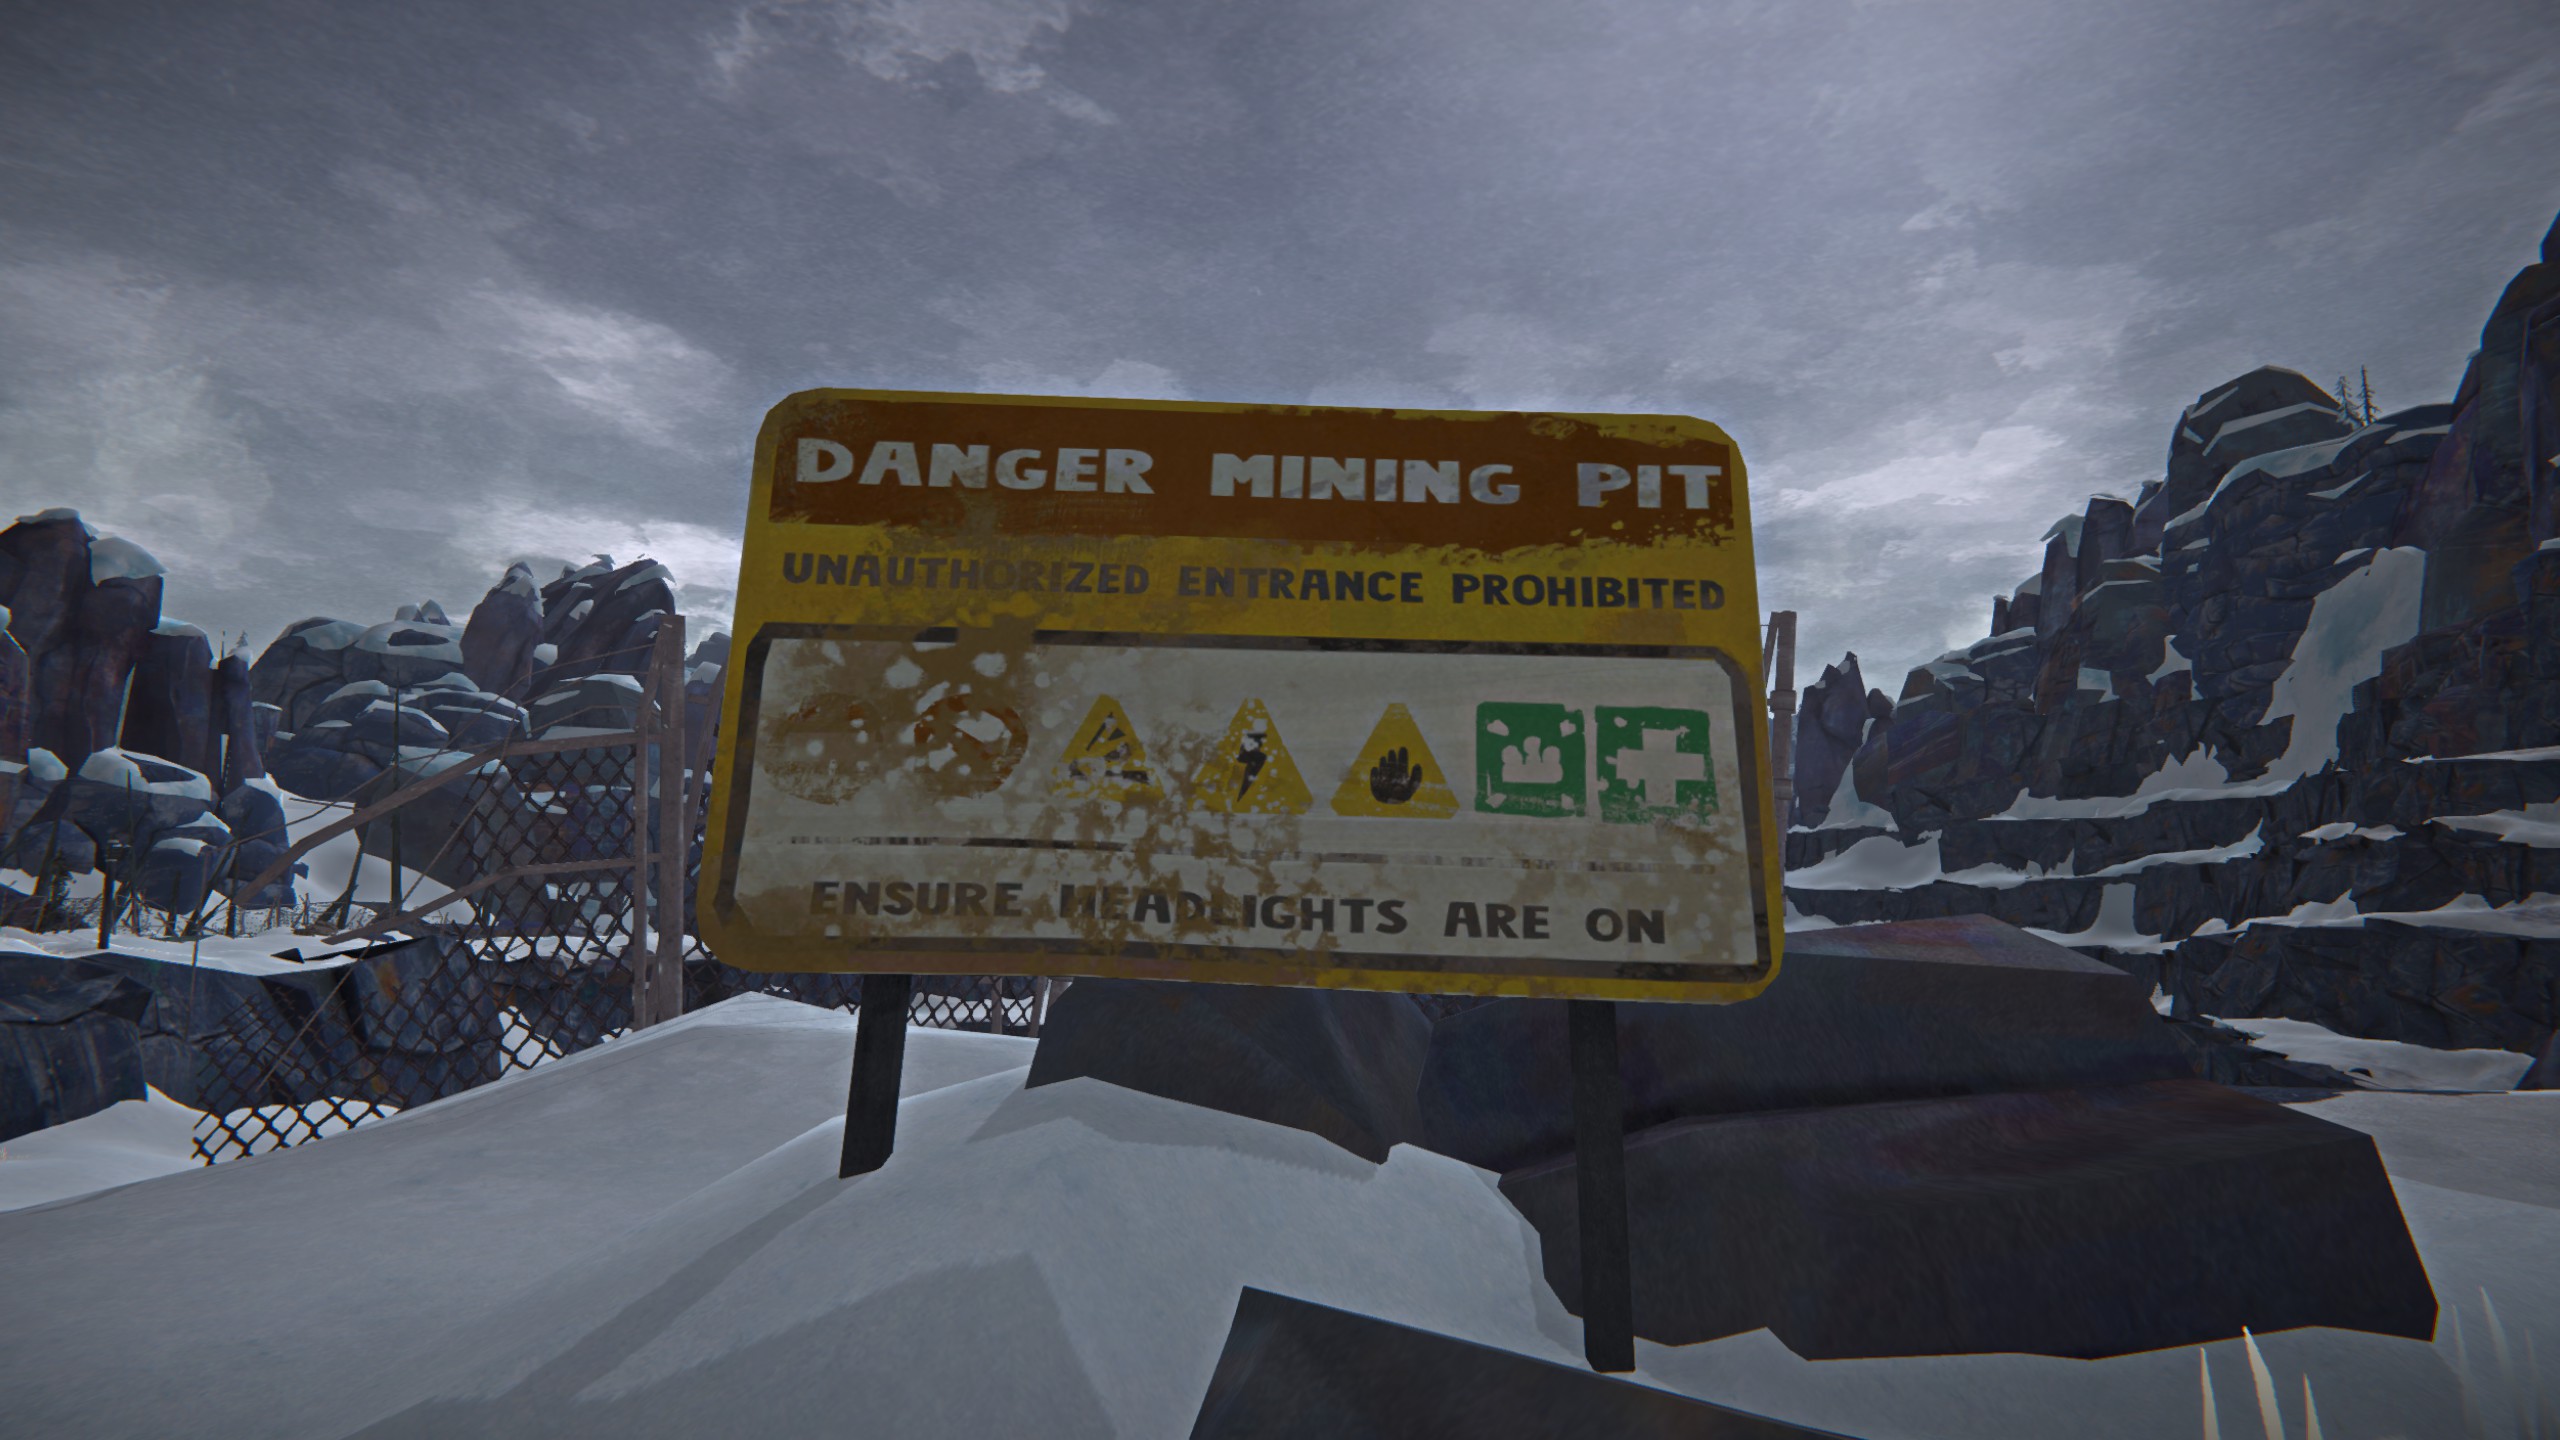 DANGER MINING PIT
UNAUTHORIZED ENTRANCE PROHIBITED
ENSURE HEADLIGHTS ARE ON